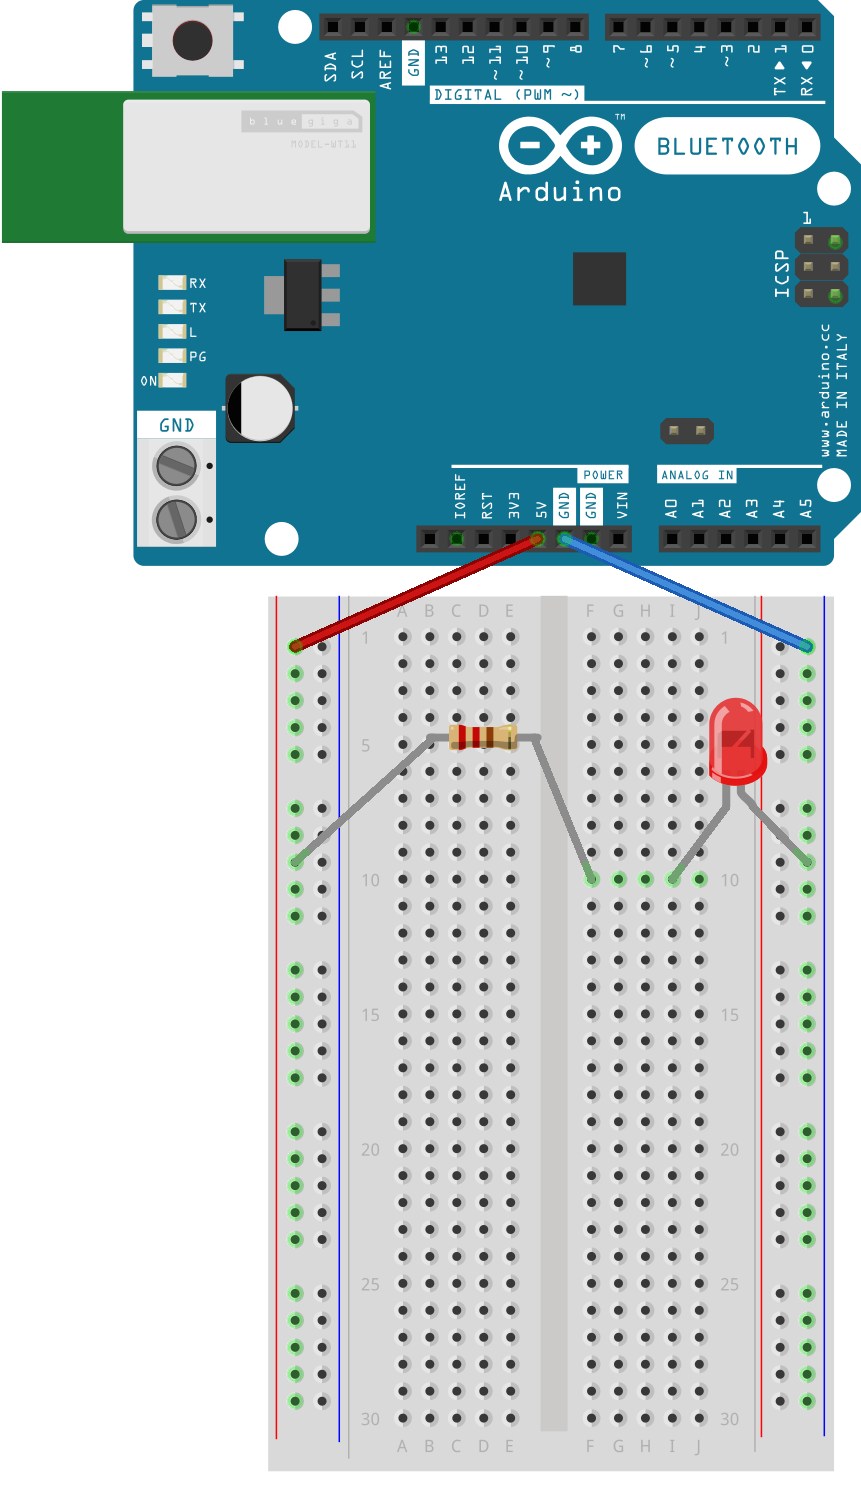 SDA SCL AREF GND 13 12 ~11 ~10 ~9 8 7 ~6 ~5 4 ~3 2 TX ▶ 1 RX ◀ 0
DIGITAL (PWM ~)
bluegiga
MODEL-WT11
TM
BLUETOOTH
Arduino
1
ICSP
RX
TX
L
PG
ON
www.arduino.cc
MADE IN ITALY
GND
POWER
ANALOG IN
IOREF RST 3V3 5V GND GND VIN A0 A1 A2 A3 A4 A5
A B C D E F G H I J
1 1
5
10 10
15 15
20 20
25 25
30 30
A B C D E F G H I J